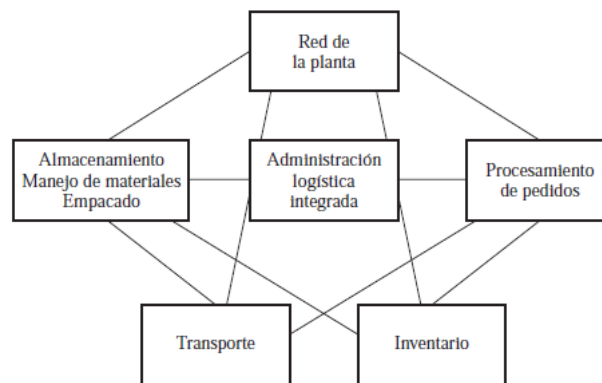 Red de
la planta
Almacenamiento
Manejo de materiales
Empacado
Administración
logística
integrada
Procesamiento
de pedidos
Transporte
Inventario